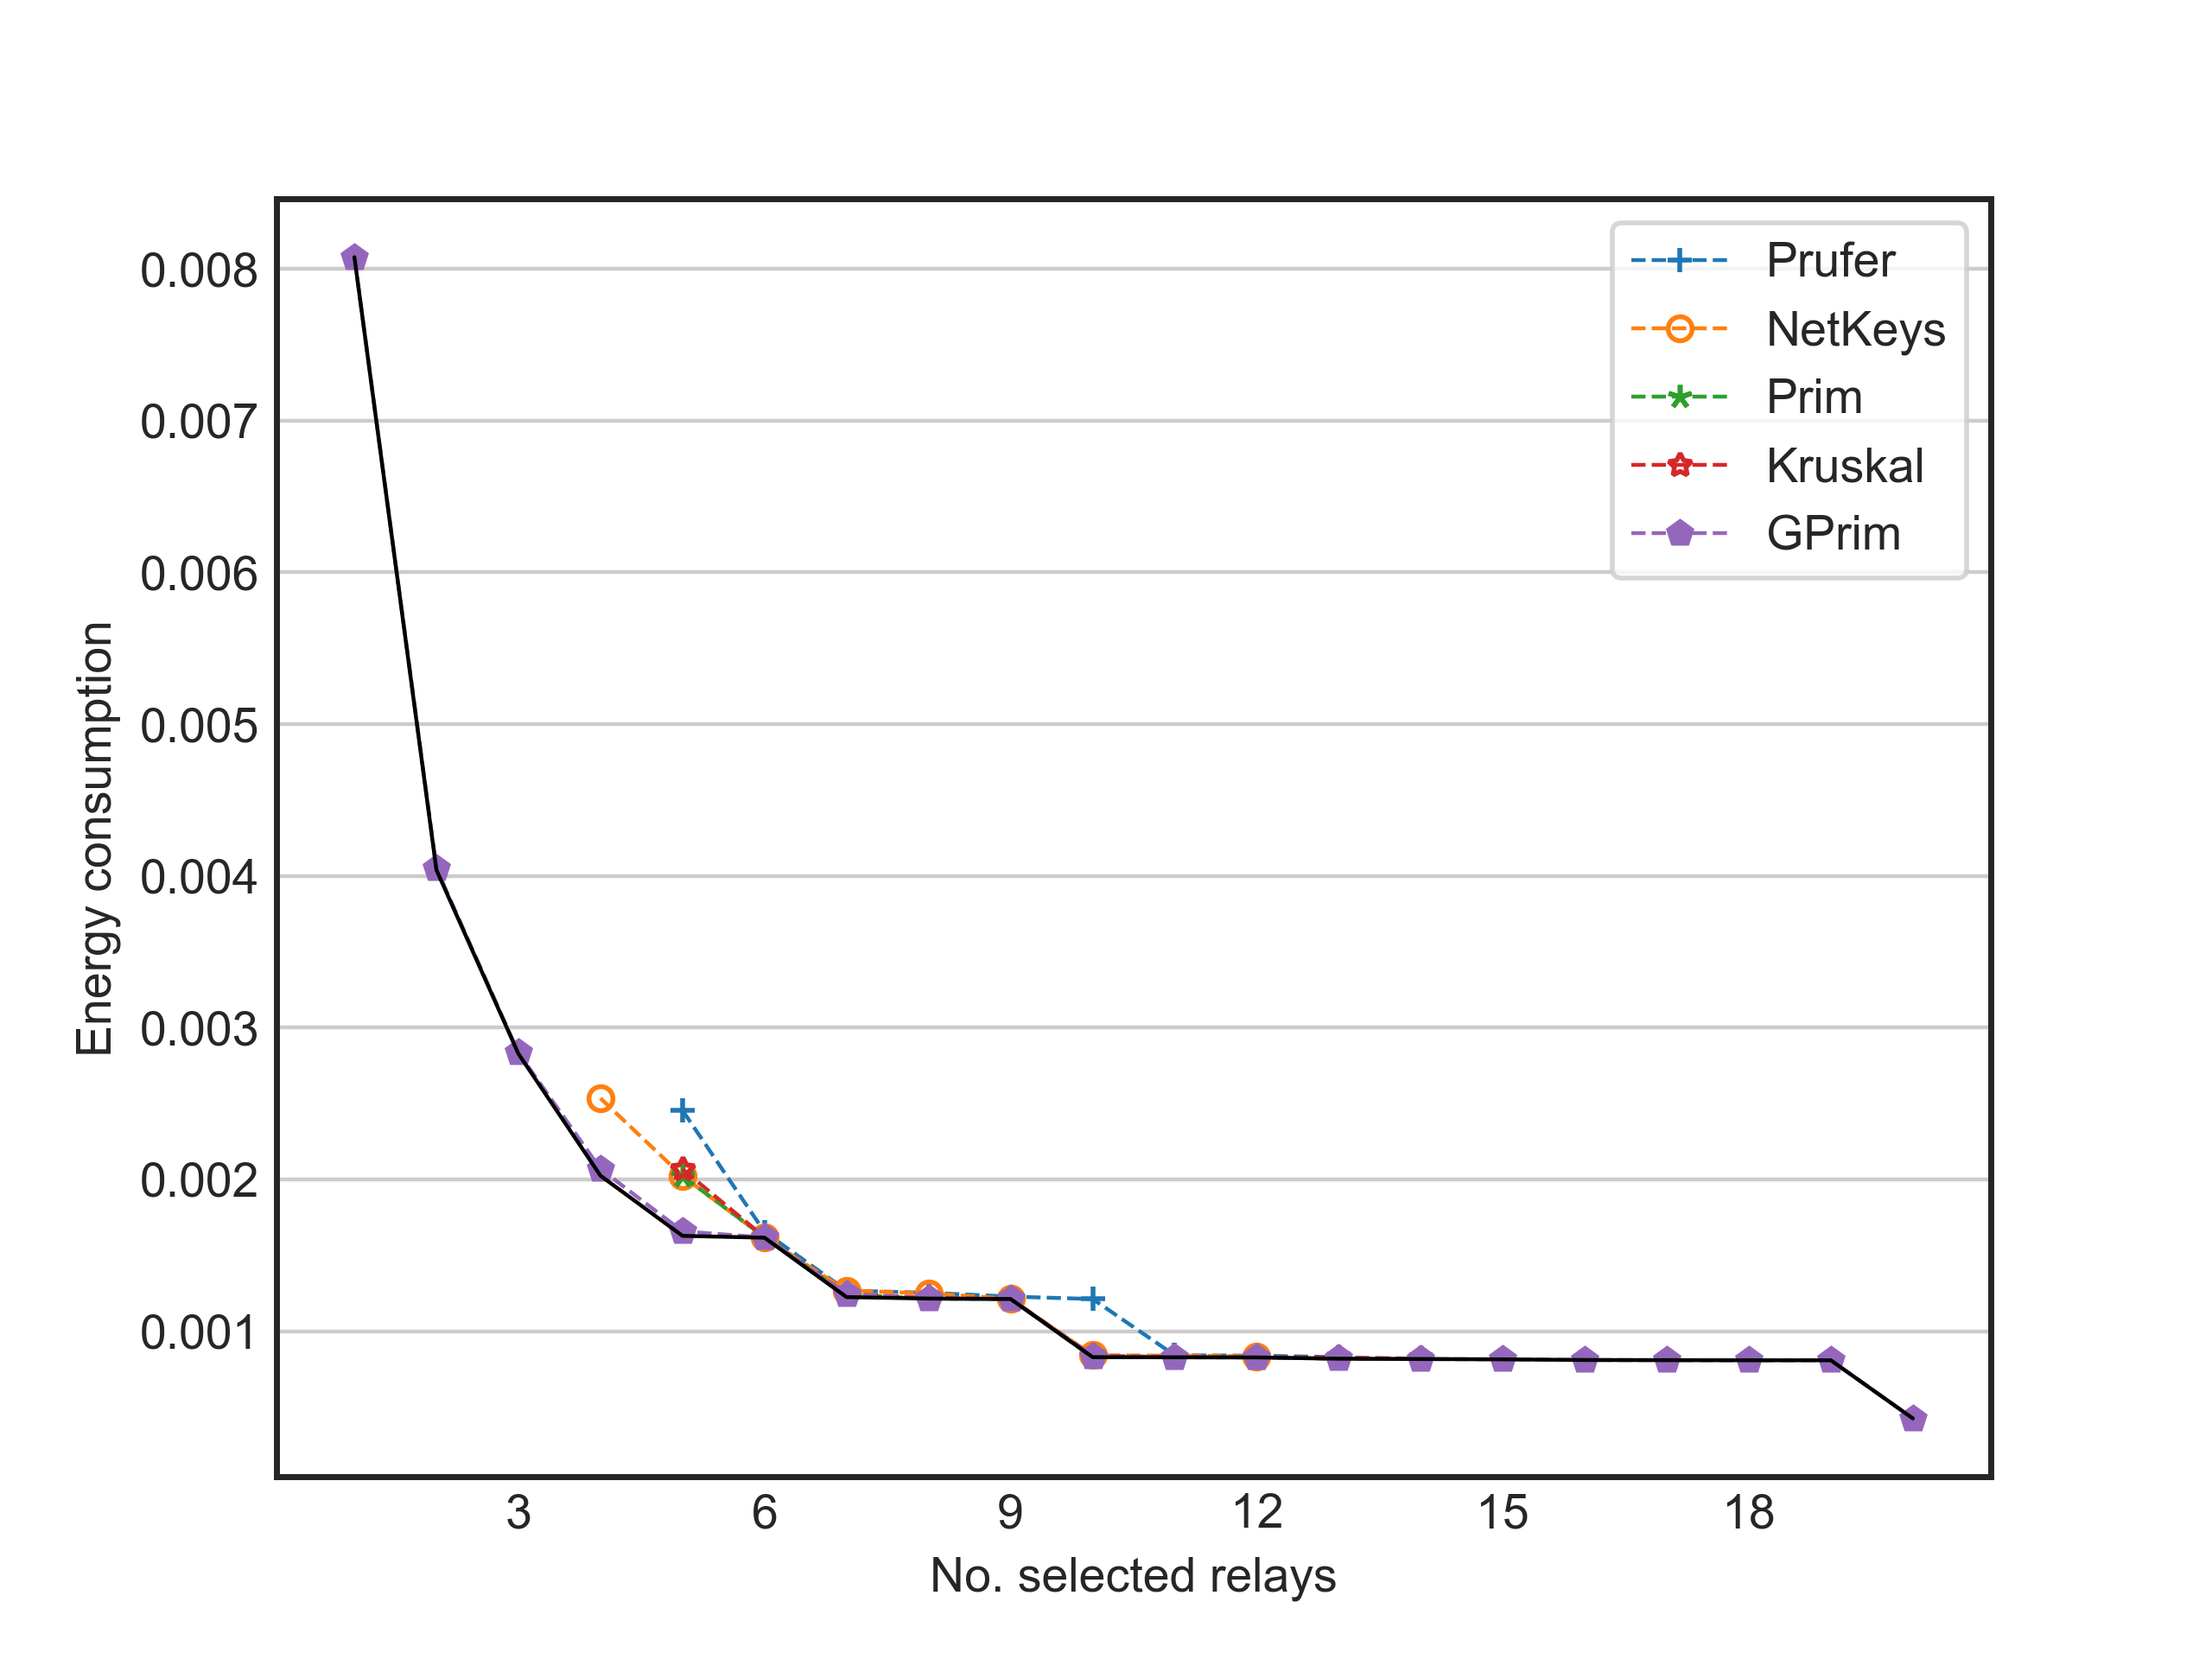 Prufer
NetKeys
Prim
Kruskal
GPrim
0.008
0.007
0.006
0.005
0.004
0.003
0.002
0.001
Energy consumption
3 6 9 12 15 18
No. selected relays